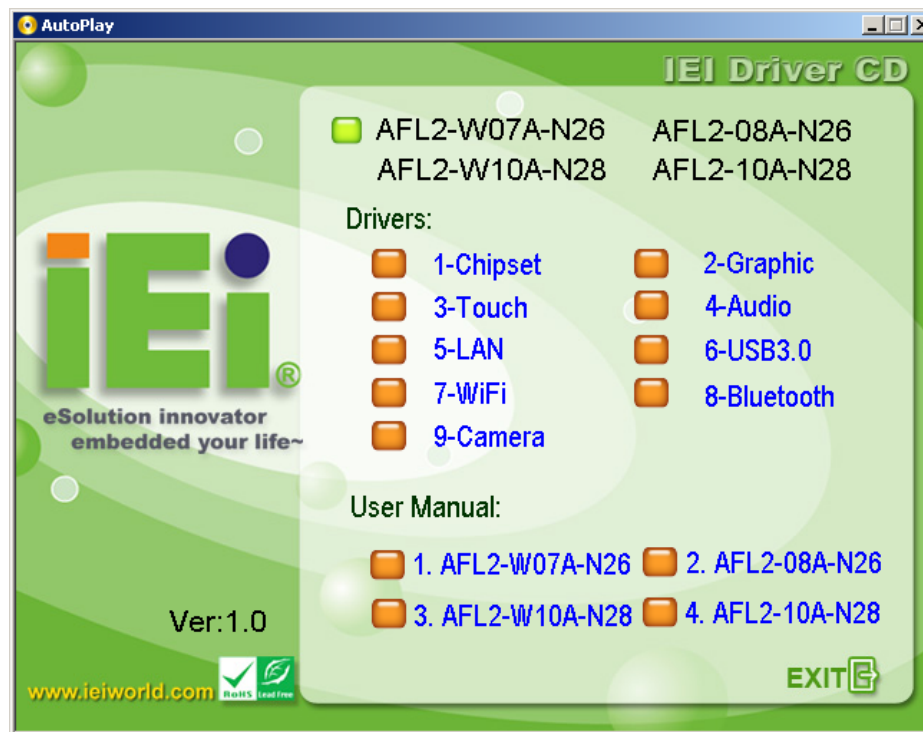 AutoPlay
IEI Driver CD
AFL2-W07A-N26 AFL2-08A-N26
AFL2-W10A-N28 AFL2-10A-N28
Drivers:
1-Chipset 2-Graphic
3-Touch 4-Audio
5-LAN 6-USB3.0
7-WiFi 8-Bluetooth
9-Camera
iEi®
eSolution innovator
embedded your life~
User Manual:
1. AFL2-W07A-N26 2. AFL2-08A-N26
3. AFL2-W10A-N28 4. AFL2-10A-N28
Ver:1.0
www.ieiworld.com
RoHS Lead Free
EXIT